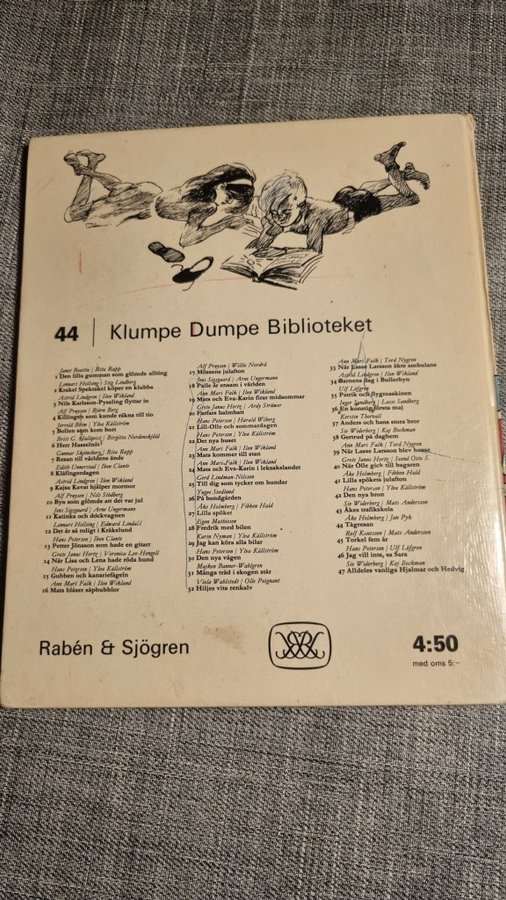 44 | Klumpe Dumpe Biblioteket
Janet Beattie | Rita Rapp
1 Den lilla gumman som glömde allting
Lennart Hellsing | Stig Lindberg
2 Krakel Spektakel köper en klubba
Astrid Lindgren | Ilon Wikland
3 Nils Karlsson-Pyssling flyttar in
Alf Prøysen | Björn Berg
4 Killingen som kunde räkna till tio
Jerrold Beim | Ylva Källström
5 Bollen som kom bort
Britt G. Hallqvist | Birgitta Nordenskjöld
6 Herr Hasselnöt
Gunnar Skjönberg | Rita Rapp
7 Resan till världens ände
Edith Unnerstad | Iben Clante
8 Klåfingerdagen
Astrid Lindgren | Ilon Wikland
9 Kajsa Kavat hjälper mormor
Alf Prøysen | Nils Stödberg
10 Byn som glömde att det var jul
Jens Sigsgaard | Arne Ungermann
11 Katinka och dockvagnen
Lennart Hellsing | Edward Lindahl
12 Det är så roligt i Kråkelund
Hans Peterson | Iben Clante
13 Petter Jönsson som hade en gitarr
Grete Janus Hertz | Veronica Leo-Hongell
14 När Lisa och Lena hade röda hund
Hans Peterson | Ylva Källström
15 Gubben och kanariefågeln
Ann Mari Falk | Ilon Wikland
16 Mats blåser såpbubblor
Alf Prøysen | Wille Nordrå
17 Mössens julafton
Jens Sigsgaard | Arne Ungermann
18 Palle är ensam i världen
Ann Mari Falk | Ilon Wikland
19 Mats och Eva-Karin firar midsommar
Grete Janus Hertz |
20 Farfars halmhatt
Hans Peterson | Harald Wiberg
21 Lill-Olle och sommardagen
Hans Peterson | Ylva Källström
22 Det nya huset
Ann Mari Falk | Ilon Wikland
23 Mats kommer till stan
Ann Mari Falk | Ilon Wikland
24 Mats och Eva-Karin i leksakslandet
Gerd Lindman-Nilsson
25 Till dig som tycker om hundar
Yngve Svedlund
26 På bondgården
Åke Holmberg | Fibben Hald
27 Lilla spöket
Egon Mathiesen
28 Fredrik med bilen
Karin Nyman | Ylva Källström
29 Jag kan köra alla bilar
Hans Peterson | Ylva Källström
30 Den nya vägen
Majken Banner-Wahlgren
31 Många träd i skogen står
Viola Wahlstedt | Olle Poignant
32 Hiljes vita renkalv
Ann Mari Falk | Tord Nygren
33 När Lasse Larsson åkte ambulans
Astrid Lindgren | Ilon Wikland
34 Barnens dag i Bullerbyn
Ulf Löfgren
35 Patrik och flygmaskinen
Inger Sandberg | Lasse Sandberg
36 En konstig första maj
Kerstin Thorvall
37 Anders och hans stora bror
Siv Widerberg | Kaj Beckman
38 Gertrud på daghem
Ann Mari Falk | Tord Nygren
39 När Lasse Larsson blev husse
Grete Janus Hertz | Svend Otto S.
40 När Olle gick till bagaren
Åke Holmberg | Fibben Hald
41 Lilla spökets julafton
Hans Peterson | Ylva Källström
42 Den nya bron
Siv Widerberg | Mats Andersson
43 Åkes trafikskola
Åke Holmberg | Jan Pyk
44 Tågresan
Rolf Knutsson | Mats Andersson
45 Torkel fem år
Hans Peterson | Ulf Löfgren
46 Jag vill inte, sa Sara
Siv Widerberg | Kaj Beckman
47 Alldeles vanliga Hjalmar och Hedvig
Rabén & Sjögren
4:50
med oms 5:–